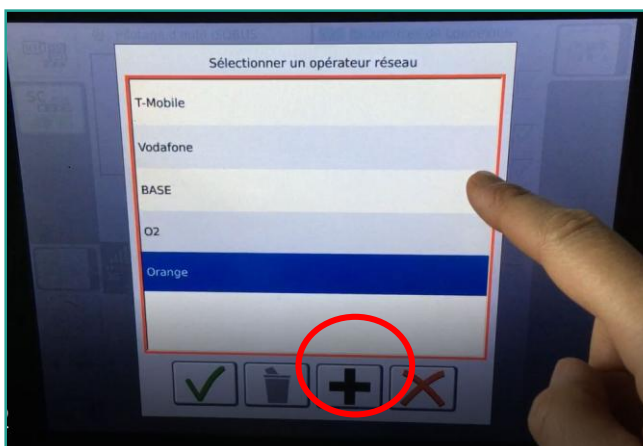 Sélectionner un opérateur réseau
T-Mobile
Vodafone
BASE
O2
Orange